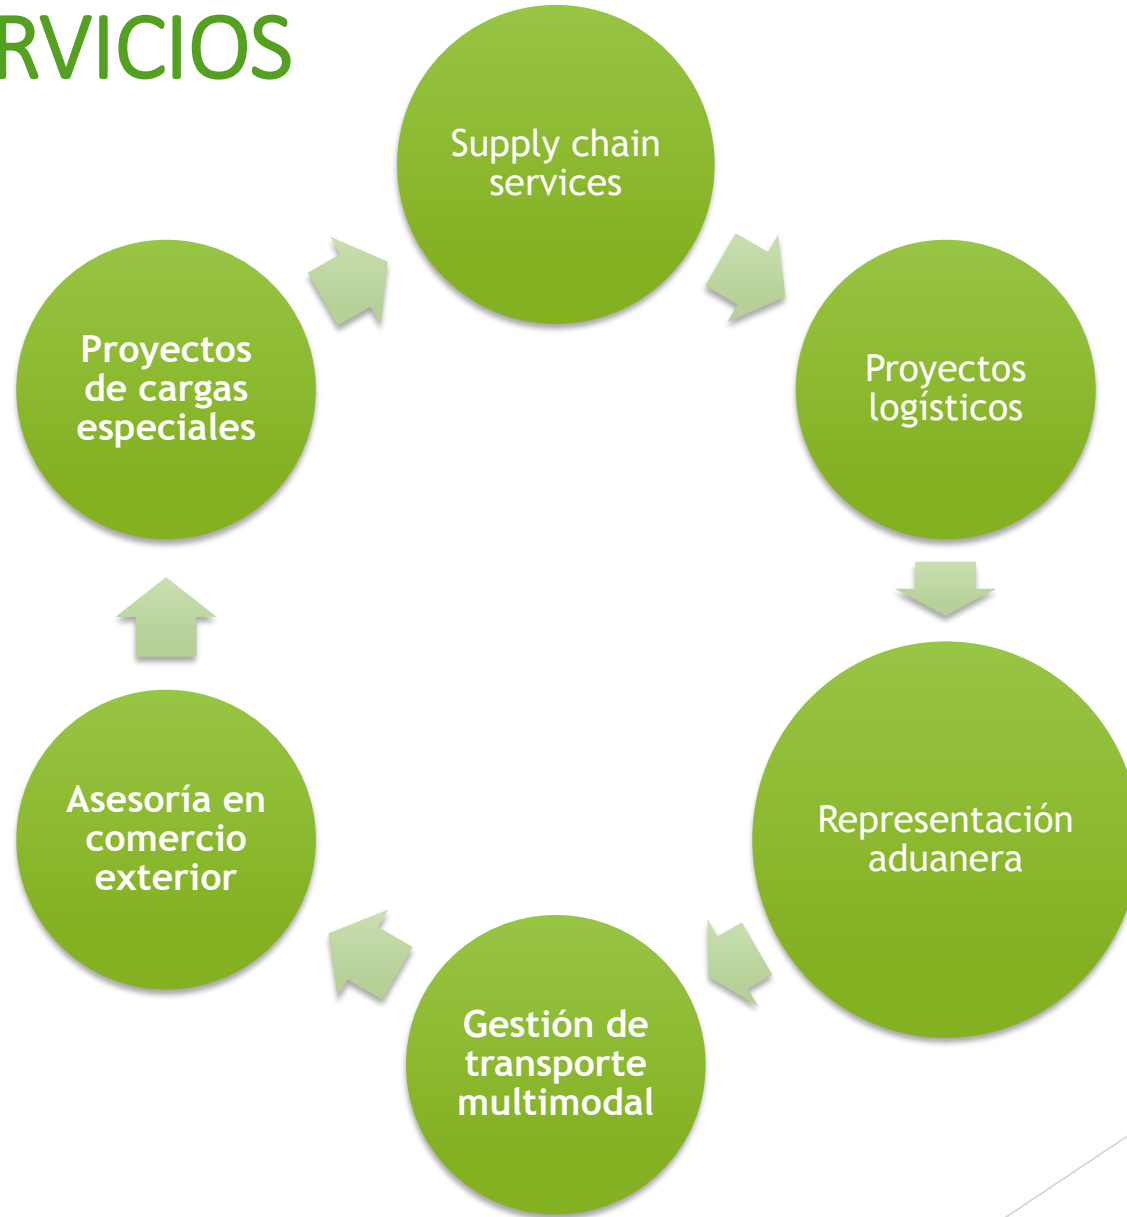 RVICIOS
Supply chain
services
Proyectos
logísticos
Representación
aduanera
Gestión de
transporte
multimodal
Asesoría en
comercio
exterior
Proyectos
de cargas
especiales